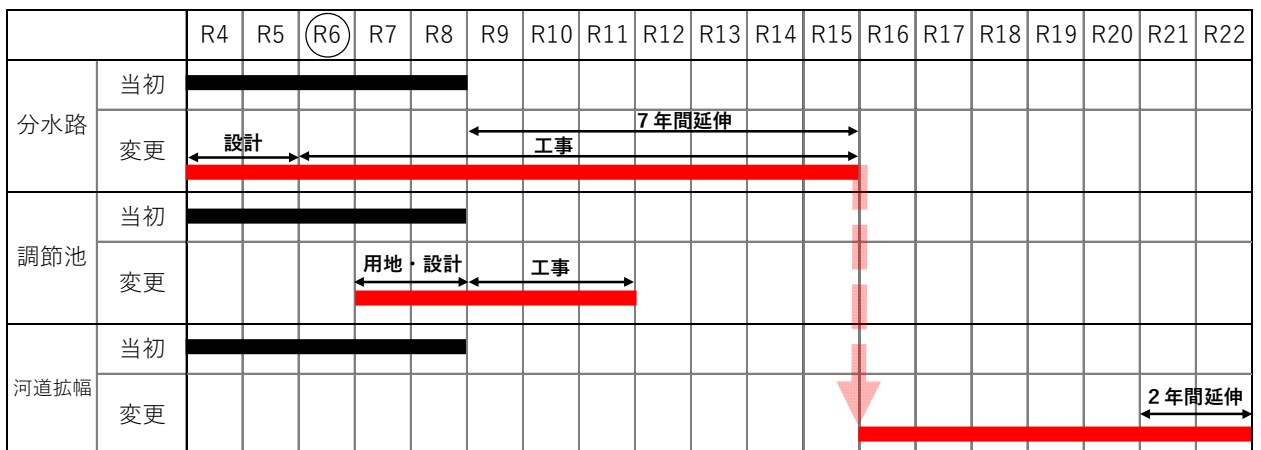 R4 R5 R6 R7 R8 R9 R10 R11 R12 R13 R14 R15 R16 R17 R18 R19 R20 R21 R22
分水路
当初
変更
7年間延伸
設計
工事
調節池
当初
変更
用地・設計
工事
河道拡幅
当初
変更
2年間延伸